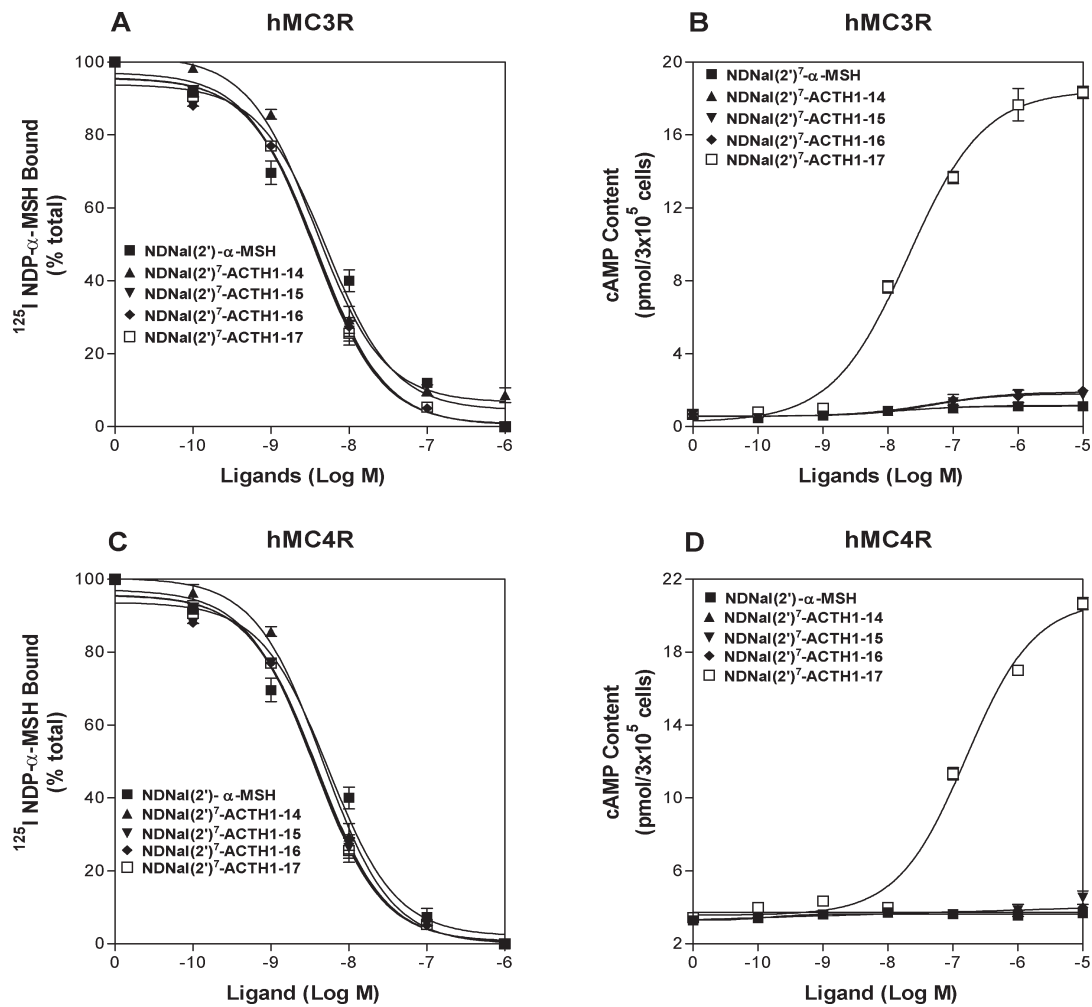 A
hMC3R
¹²⁵I NDP-α-MSH Bound
(% total)
100
80
60
40
20
0
NDNal(2')-α-MSH
NDNal(2')⁷-ACTH1-14
NDNal(2')⁷-ACTH1-15
NDNal(2')⁷-ACTH1-16
NDNal(2')⁷-ACTH1-17
0 -10 -9 -8 -7 -6
Ligands (Log M)
B
hMC3R
cAMP Content
(pmol/3x10⁵ cells)
20
16
12
8
4
0
NDNal(2')⁷-α-MSH
NDNal(2')⁷-ACTH1-14
NDNal(2')⁷-ACTH1-15
NDNal(2')⁷-ACTH1-16
NDNal(2')⁷-ACTH1-17
0 -10 -9 -8 -7 -6 -5
Ligands (Log M)
C
hMC4R
¹²⁵I NDP-α-MSH Bound
(% total)
100
80
60
40
20
0
NDNal(2')- α-MSH
NDNal(2')⁷-ACTH1-14
NDNal(2')⁷-ACTH1-15
NDNal(2')⁷-ACTH1-16
NDNal(2')⁷-ACTH1-17
0 -10 -9 -8 -7 -6
Ligand (Log M)
D
hMC4R
cAMP Content
(pmol/3x10⁵ cells)
22
18
14
10
6
2
NDNal(2')-α-MSH
NDNal(2')⁷-ACTH1-14
NDNal(2')⁷-ACTH1-15
NDNal(2')⁷-ACTH1-16
NDNal(2')⁷-ACTH1-17
0 -10 -9 -8 -7 -6 -5
Ligand (Log M)